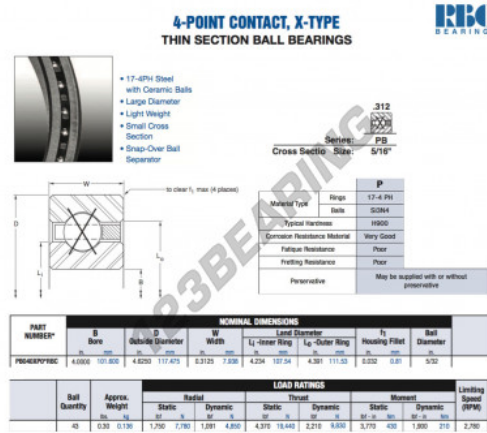 4-POINT CONTACT, X-TYPE
THIN SECTION BALL BEARINGS
RBC
BEARING
• 17-4PH Steel
with Ceramic Balls
• Large Diameter
• Light Weight
• Small Cross
Section
• Snap-Over Ball
Separator
.312
Series: PB
Cross Sectio Size: 5/16"
W
to clear f₁ max (4 places)
D
B
P
Material Type Rings 17-4 PH
Balls Si3N4
Typical Hardness H900
Corrosion Resistance Material Very Good
Fatique Resistance Poor
Fretting Resistance Poor
Perservative May be supplied with or without
preservative
123BEARING
NOMINAL DIMENSIONS
PART
NUMBER*
B
Bore
D
Outside Diameter
W
Width
Land Diameter
L₁ -Inner Ring L₀ -Outer Ring
f₁
Housing Fillet
Ball
Diameter
in. mm in. mm in. mm in. mm in. mm in. mm in.
4.0000 101.600 4.6250 117.475 0.3125 7.938 4.234 107.54 4.391 111.53 0.032 0.81 5/32
LOAD RATINGS
Ball
Quantity
Approx.
Weight
Radial Thrust Moment
Limiting
Speed
(RPM)
Static Dynamic Static Dynamic Static Dynamic
lbs. kg lbf N lbf N lbf N lbf N lbf - in Nm lbf - in Nm
43 0.30 0.136 1,750 7,780 1,091 4,850 4,370 19,440 2,210 9,830 3,770 430 1,900 210 2,780